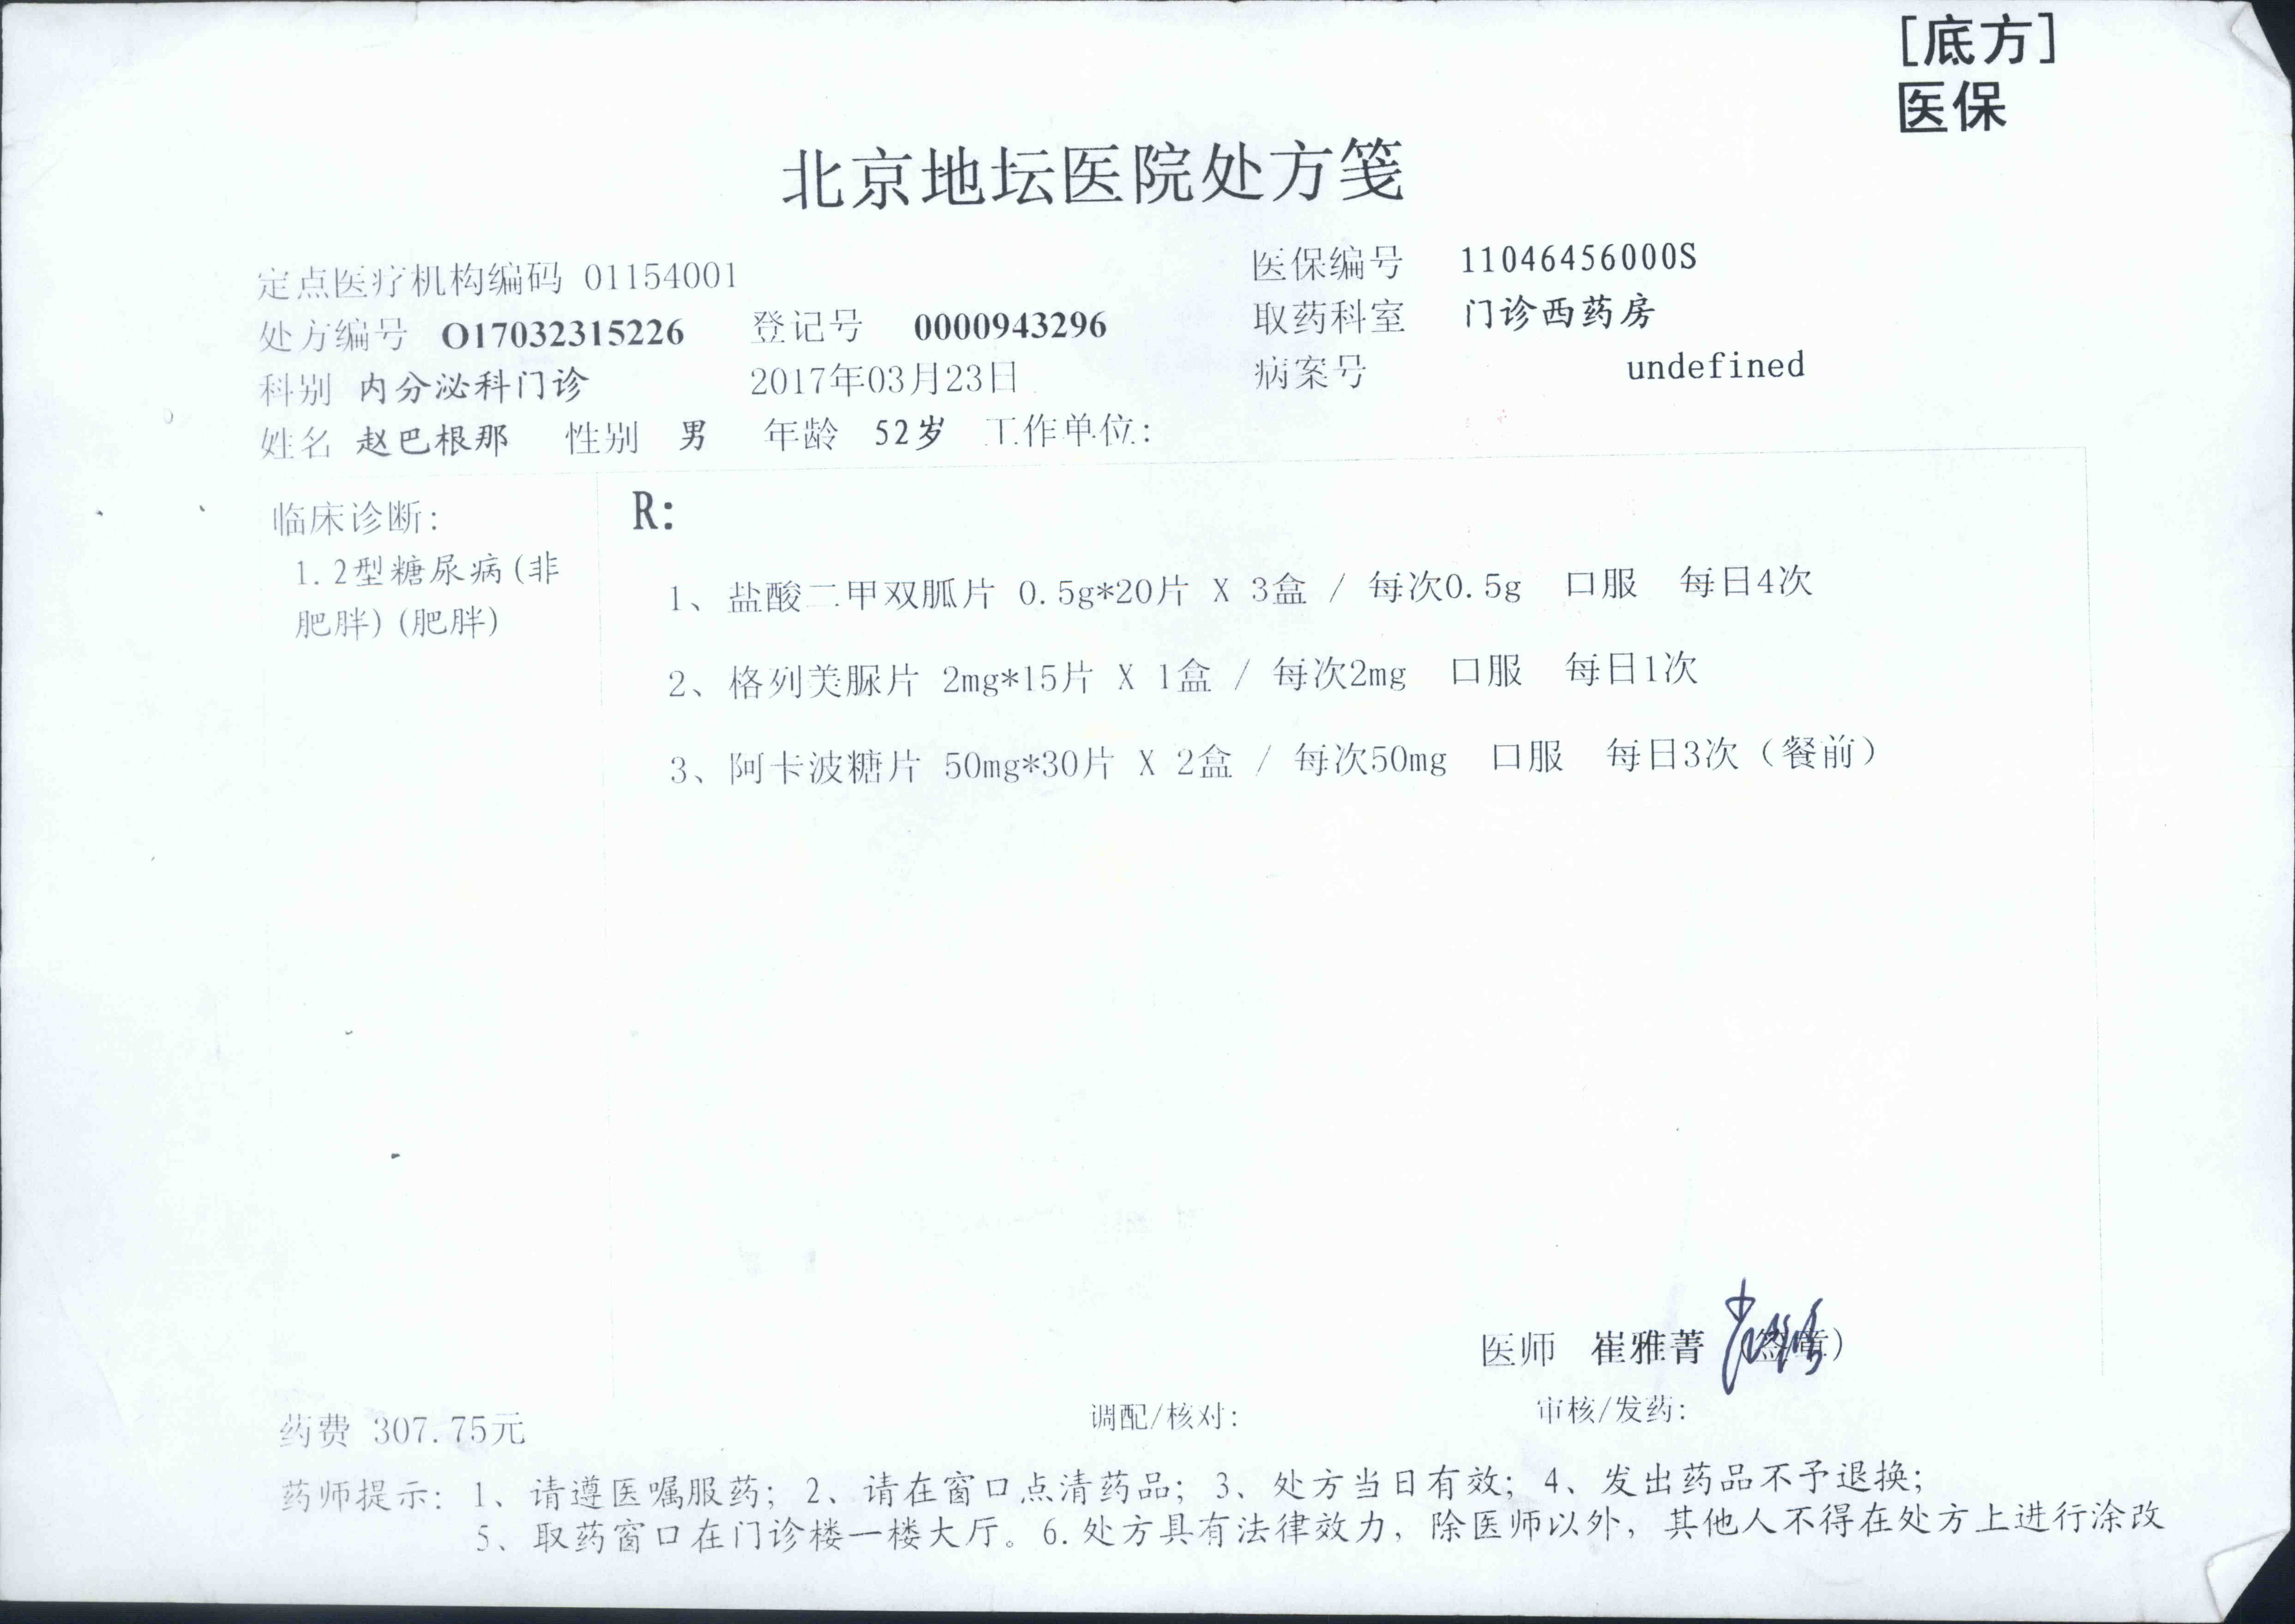 [底方]
医保
北京地坛医院处方笺
定点医疗机构编码 01154001 医保编号 11046456000S
处方编号 O17032315226 登记号 0000943296 取药科室 门诊西药房
科别 内分泌科门诊 2017年03月23日 病案号 undefined
姓名 赵巴根那 性别 男 年龄 52岁 工作单位:
临床诊断:
1.2型糖尿病(非
肥胖)(肥胖)
R:
1、盐酸二甲双胍片 0.5g*20片 X 3盒 / 每次0.5g 口服 每日4次
2、格列美脲片 2mg*15片 X 1盒 / 每次2mg 口服 每日1次
3、阿卡波糖片 50mg*30片 X 2盒 / 每次50mg 口服 每日3次（餐前）
医师 崔雅菁 (签章)
药费 307.75元 调配/核对: 审核/发药:
药师提示: 1、请遵医嘱服药; 2、请在窗口点清药品; 3、处方当日有效; 4、发出药品不予退换;
5、取药窗口在门诊楼一楼大厅。6.处方具有法律效力, 除医师以外, 其他人不得在处方上进行涂改